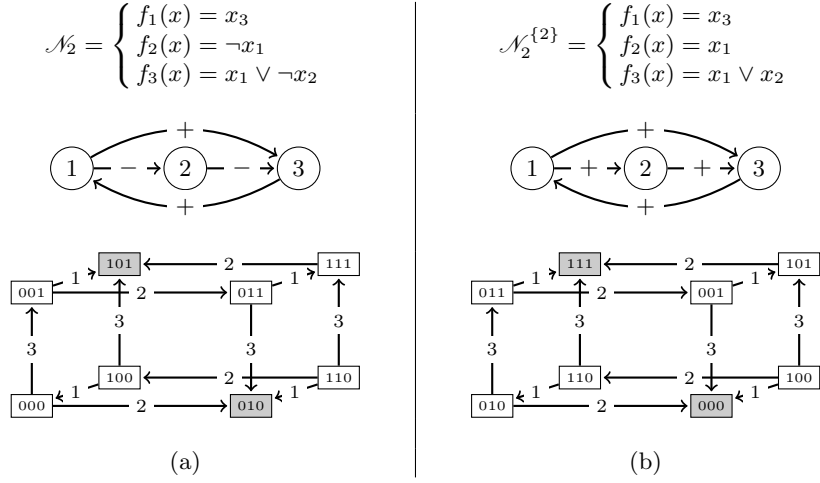 𝒩₂ = { f₁(x) = x₃
f₂(x) = ¬x₁
f₃(x) = x₁ ∨ ¬x₂
+
1 − 2 − 3
+
101 2 111
1 1
001 2 011
3 3 3 3
100 2 110
1 1
000 2 010
(a)
𝒩₂^{2} = { f₁(x) = x₃
f₂(x) = x₁
f₃(x) = x₁ ∨ x₂
+
1 + 2 + 3
+
111 2 101
1 1
011 2 001
3 3 3 3
110 2 100
1 1
010 2 000
(b)